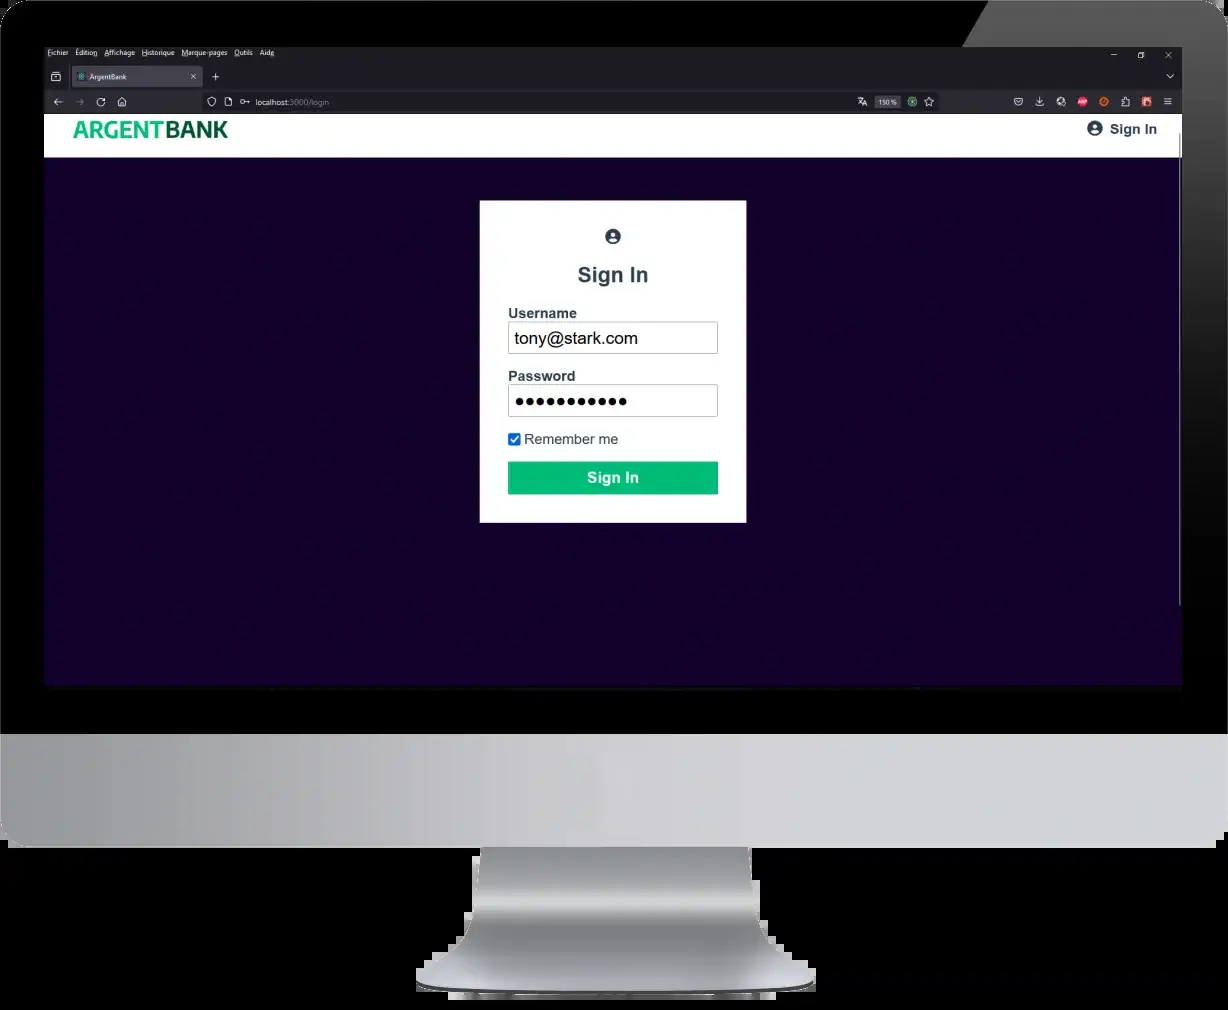 Fichier Édition Affichage Historique Marque-pages Outils Aide
ArgentBank
localhost:3000/login
150 %
ARGENTBANK
Sign In
Sign In
Username
tony@stark.com
Password
●●●●●●●●●●●
Remember me
Sign In